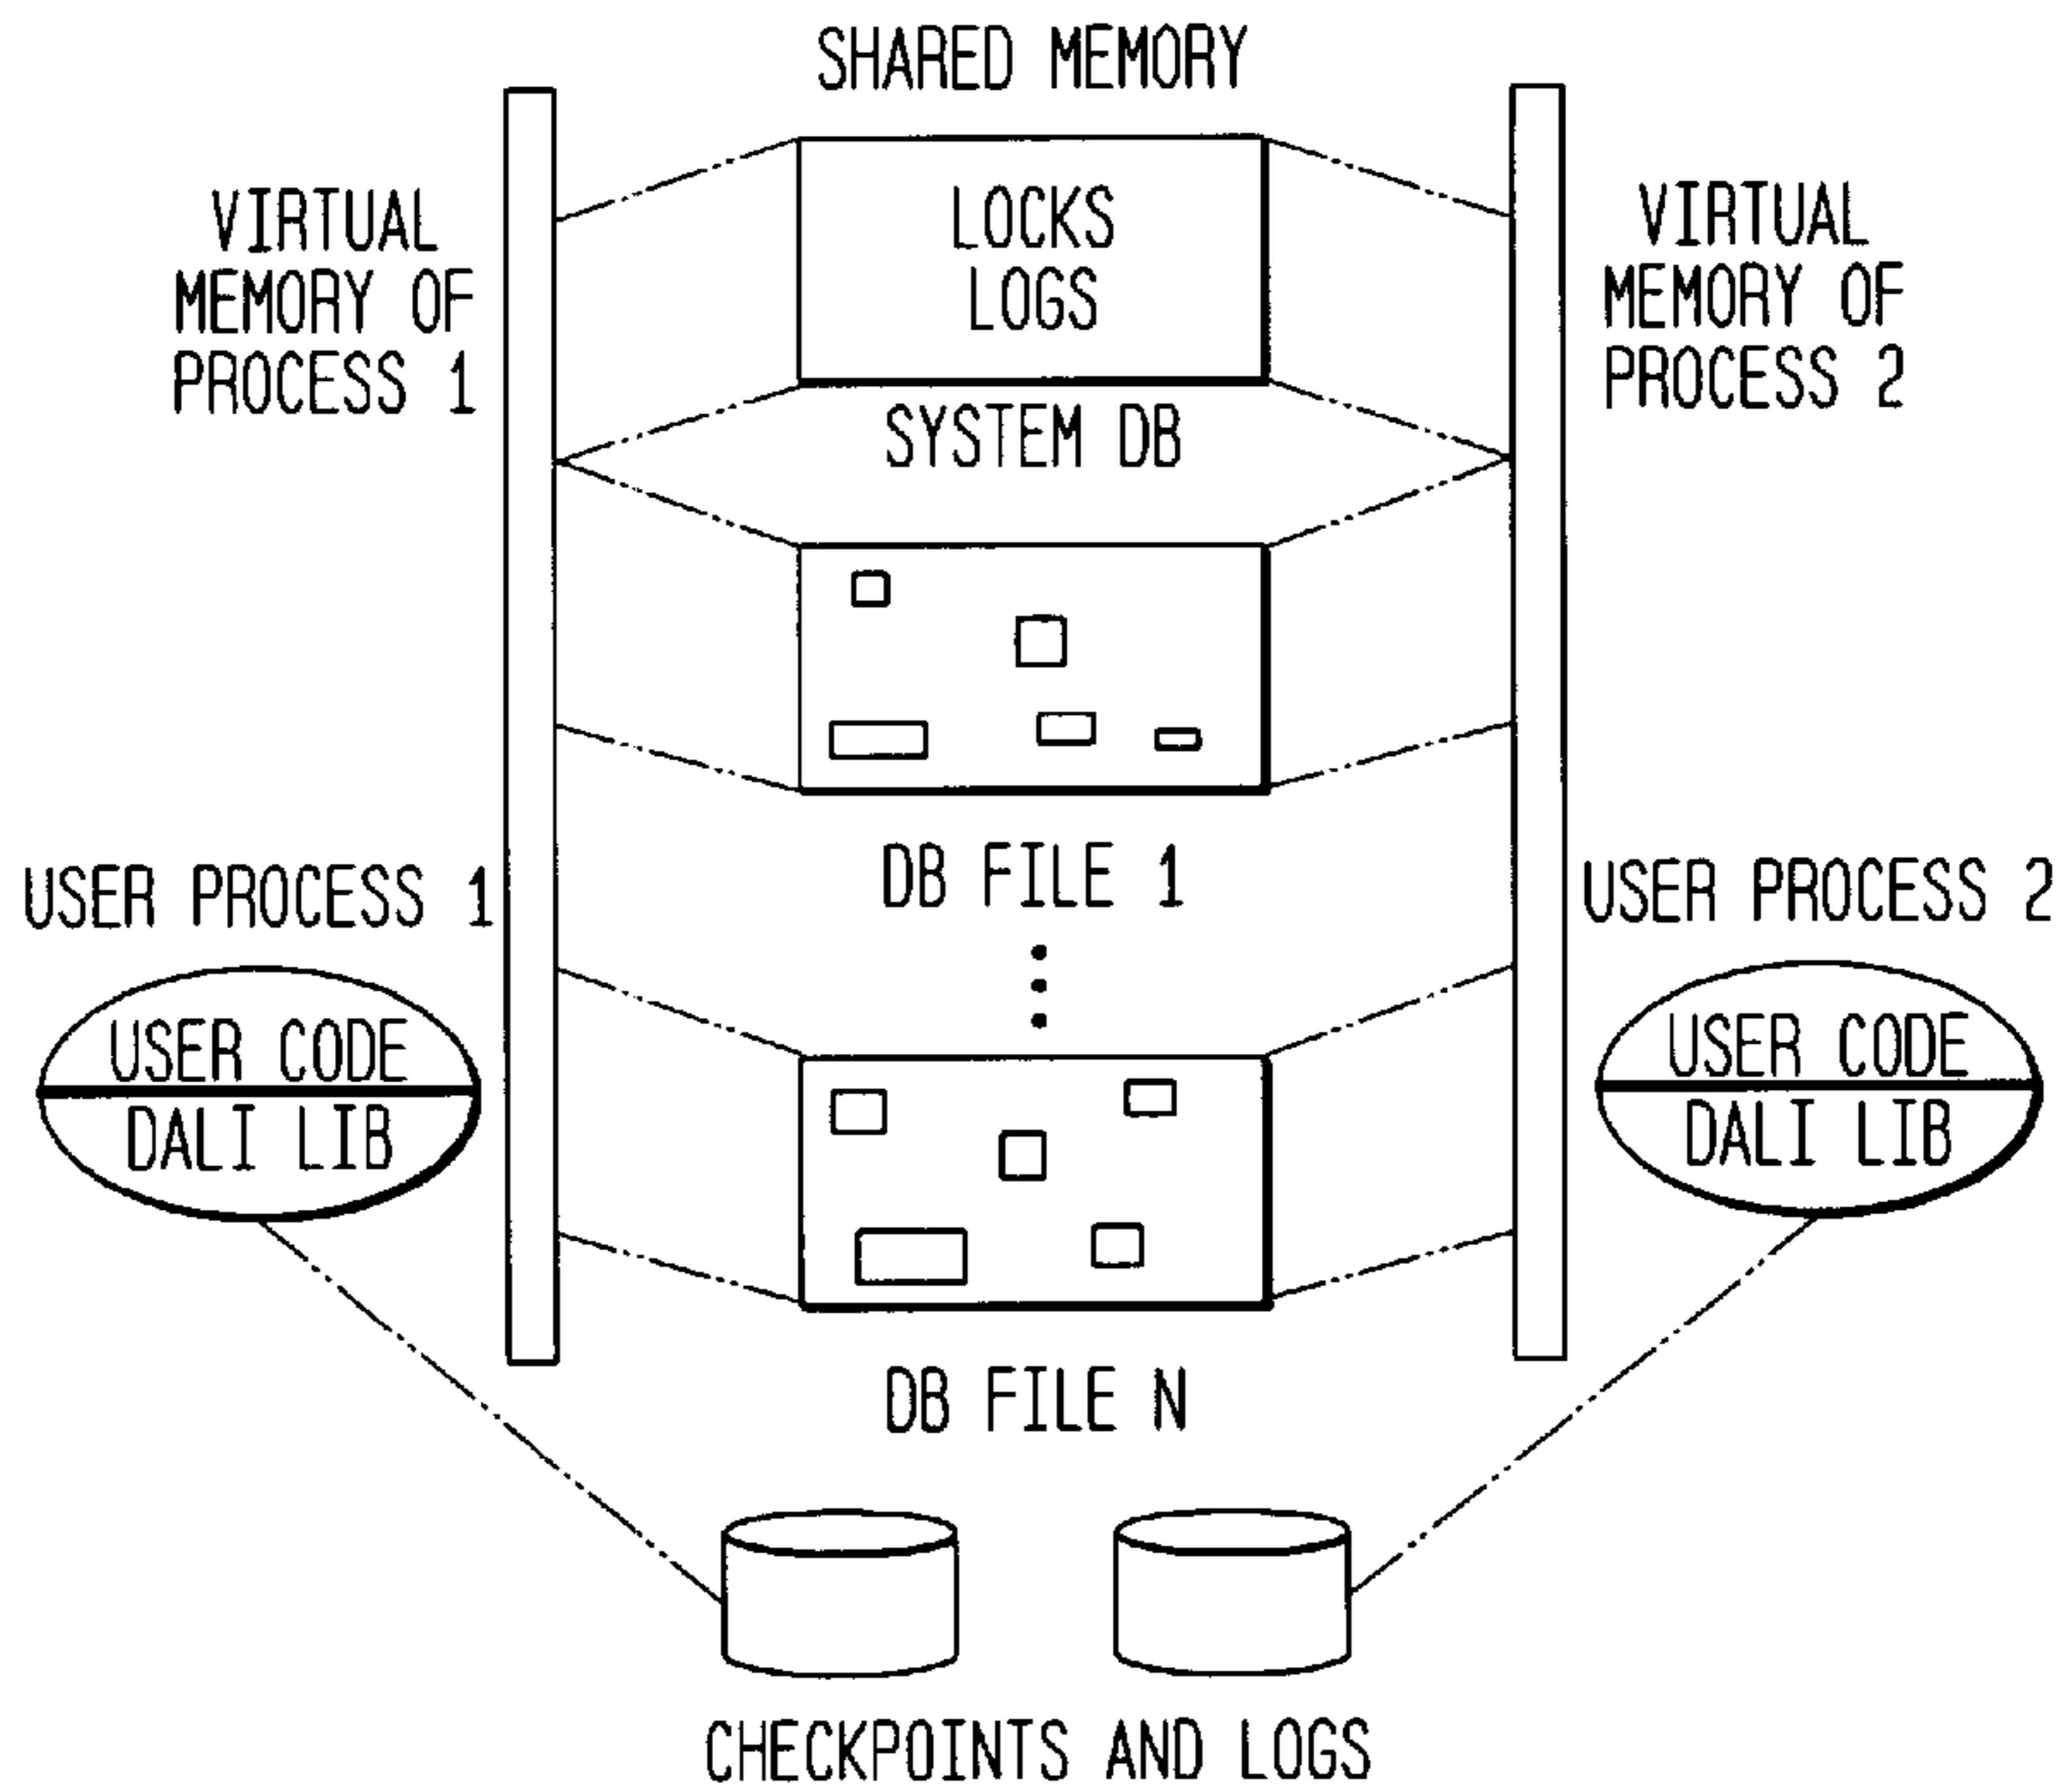 SHARED MEMORY
VIRTUAL
MEMORY OF
PROCESS 1
LOCKS
LOGS
VIRTUAL
MEMORY OF
PROCESS 2
SYSTEM DB
DB FILE 1
USER PROCESS 1
USER PROCESS 2
USER CODE
DALI LIB
USER CODE
DALI LIB
DB FILE N
CHECKPOINTS AND LOGS